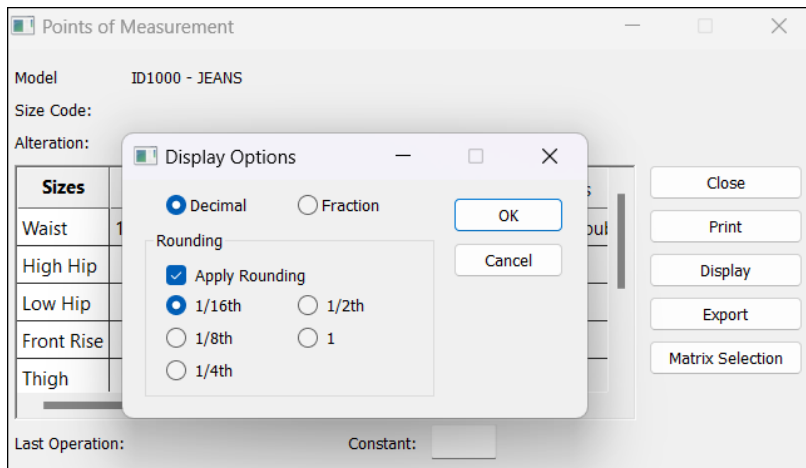 Points of Measurement
Model ID1000 - JEANS
Size Code:
Alteration:
Display Options
Sizes
Decimal Fraction
OK
Close
Waist 1
Rounding
Print
High Hip
Apply Rounding
Cancel
Display
Low Hip
1/16th 1/2th
Export
Front Rise
1/8th 1
Matrix Selection
Thigh
1/4th
Last Operation: Constant: